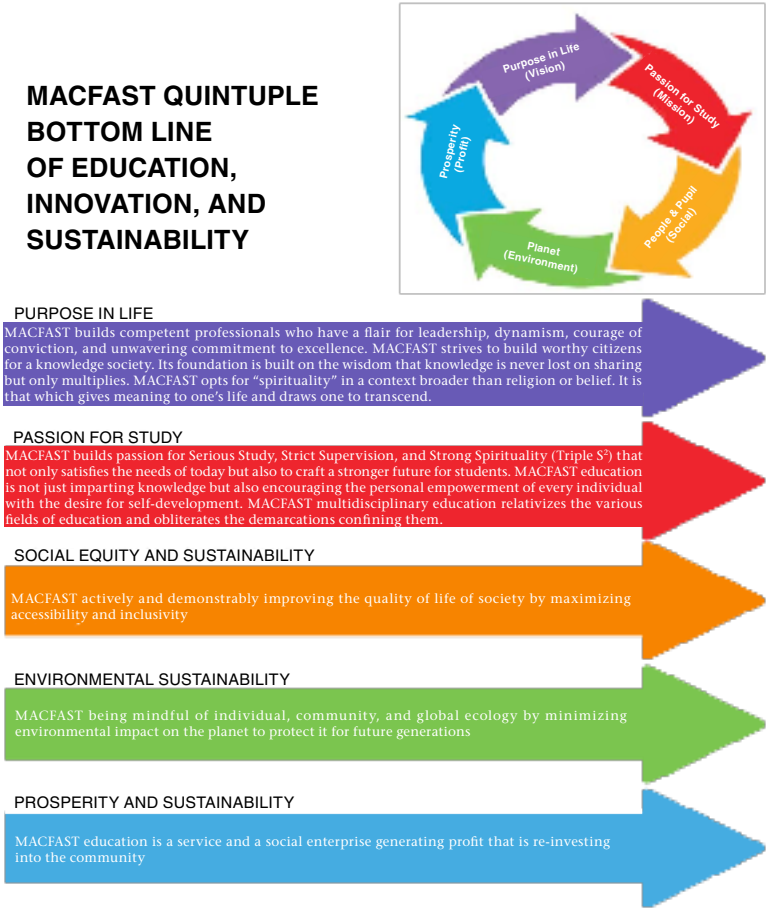 MACFAST QUINTUPLE
BOTTOM LINE
OF EDUCATION,
INNOVATION, AND
SUSTAINABILITY
Purpose in Life
(Vision)
Passion for Study
(Mission)
People & Pupil
(Social)
Planet
(Environment)
Prosperity
(Profit)
PURPOSE IN LIFE
MACFAST builds competent professionals who have a flair for leadership, dynamism, courage of
conviction, and unwavering commitment to excellence. MACFAST strives to build worthy citizens
for a knowledge society. Its foundation is built on the wisdom that knowledge is never lost on sharing
but only multiplies. MACFAST opts for “spirituality” in a context broader than religion or belief. It is
that which gives meaning to one’s life and draws one to transcend.
PASSION FOR STUDY
MACFAST builds passion for Serious Study, Strict Supervision, and Strong Spirituality (Triple S²) that
not only satisfies the needs of today but also to craft a stronger future for students. MACFAST education
is not just imparting knowledge but also encouraging the personal empowerment of every individual
with the desire for self-development. MACFAST multidisciplinary education relativizes the various
fields of education and obliterates the demarcations confining them.
SOCIAL EQUITY AND SUSTAINABILITY
MACFAST actively and demonstrably improving the quality of life of society by maximizing
accessibility and inclusivity
ENVIRONMENTAL SUSTAINABILITY
MACFAST being mindful of individual, community, and global ecology by minimizing
environmental impact on the planet to protect it for future generations
PROSPERITY AND SUSTAINABILITY
MACFAST education is a service and a social enterprise generating profit that is re-investing
into the community